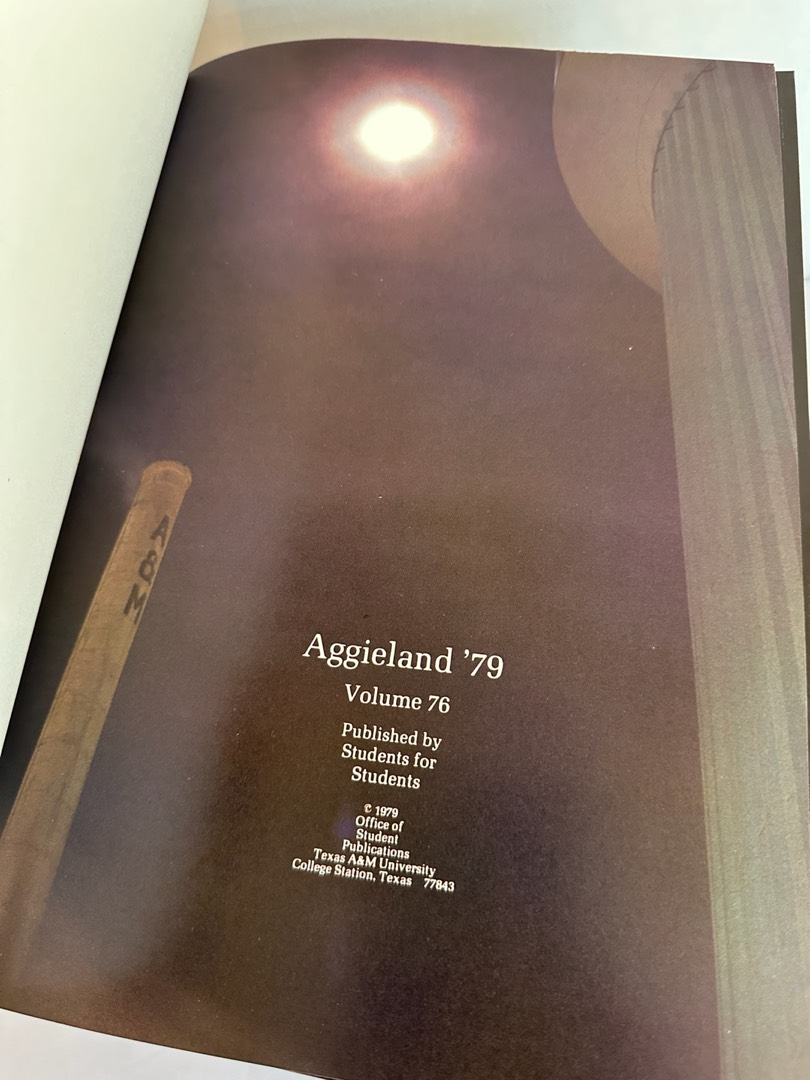 A&M
Aggieland '79
Volume 76
Published by
Students for
Students
© 1979
Office of
Student
Publications
Texas A&M University
College Station, Texas 77843